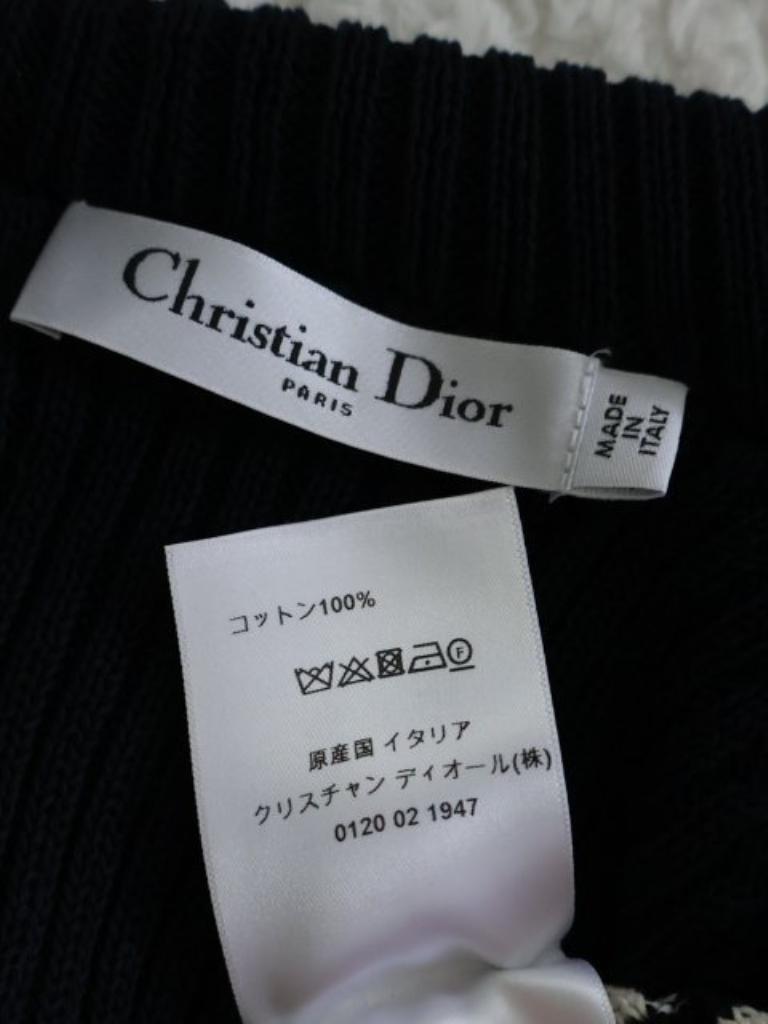 Christian Dior
PARIS
MADE
IN
ITALY
コットン100%
F
原産国 イタリア
クリスチャン ディオール(株)
0120 02 1947